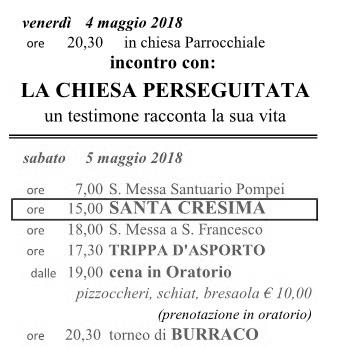 venerdì 4 maggio 2018
ore 20,30 in chiesa Parrocchiale
incontro con:
LA CHIESA PERSEGUITATA
un testimone racconta la sua vita
sabato 5 maggio 2018
ore 7,00 S. Messa Santuario Pompei
ore 15,00 SANTA CRESIMA
ore 18,00 S. Messa a S. Francesco
ore 17,30 TRIPPA D'ASPORTO
dalle 19,00 cena in Oratorio
pizzoccheri, schiat, bresaola € 10,00
(prenotazione in oratorio)
ore 20,30 torneo di BURRACO